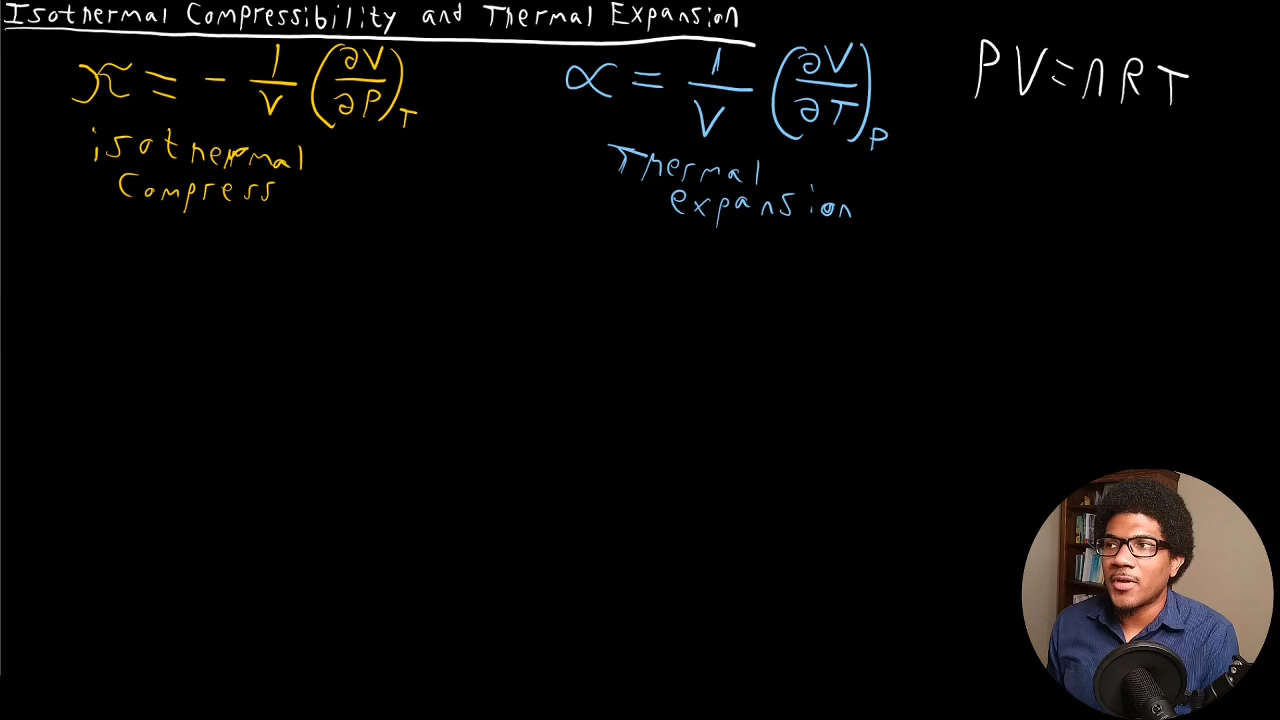 Isothermal Compressibility and Thermal Expansion
ϰ = - 1/V (∂V/∂P)_T
isothermal
Compress
α = 1/V (∂V/∂T)_P
Thermal
expansion
PV=nRT